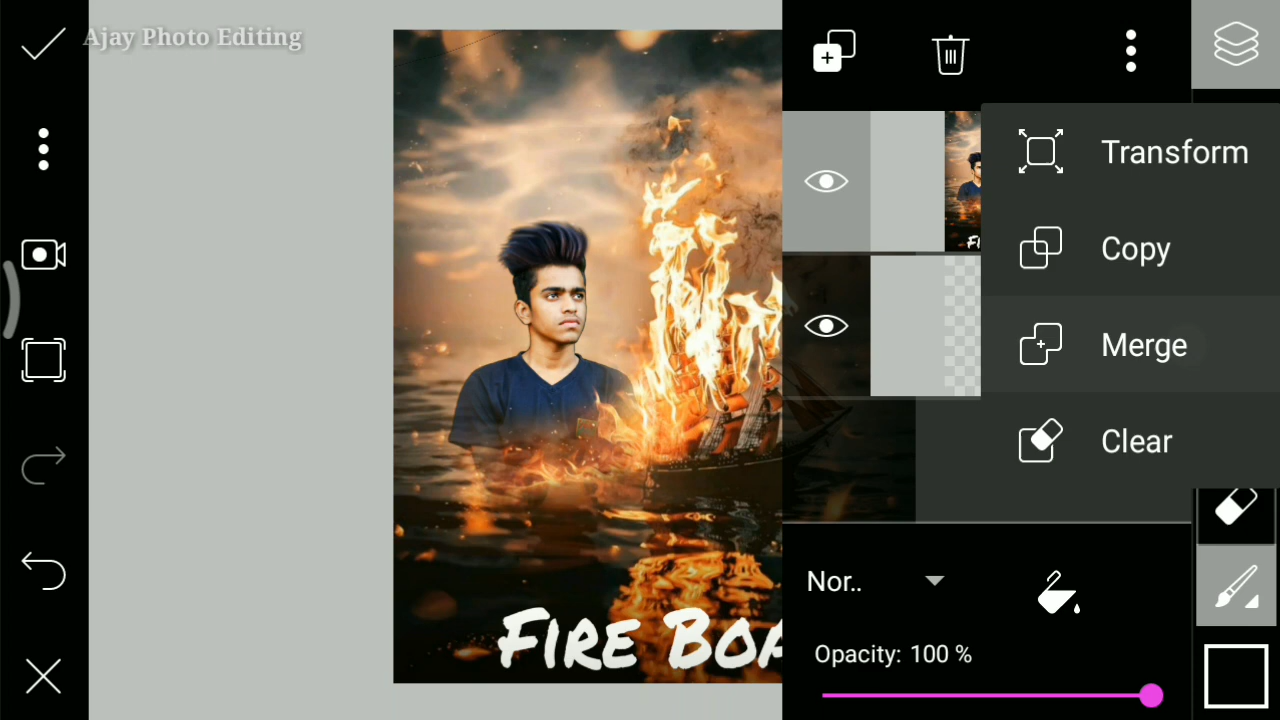 Ajay Photo Editing
Transform
Copy
Merge
Clear
Nor..
Opacity: 100 %
FIRE BOA